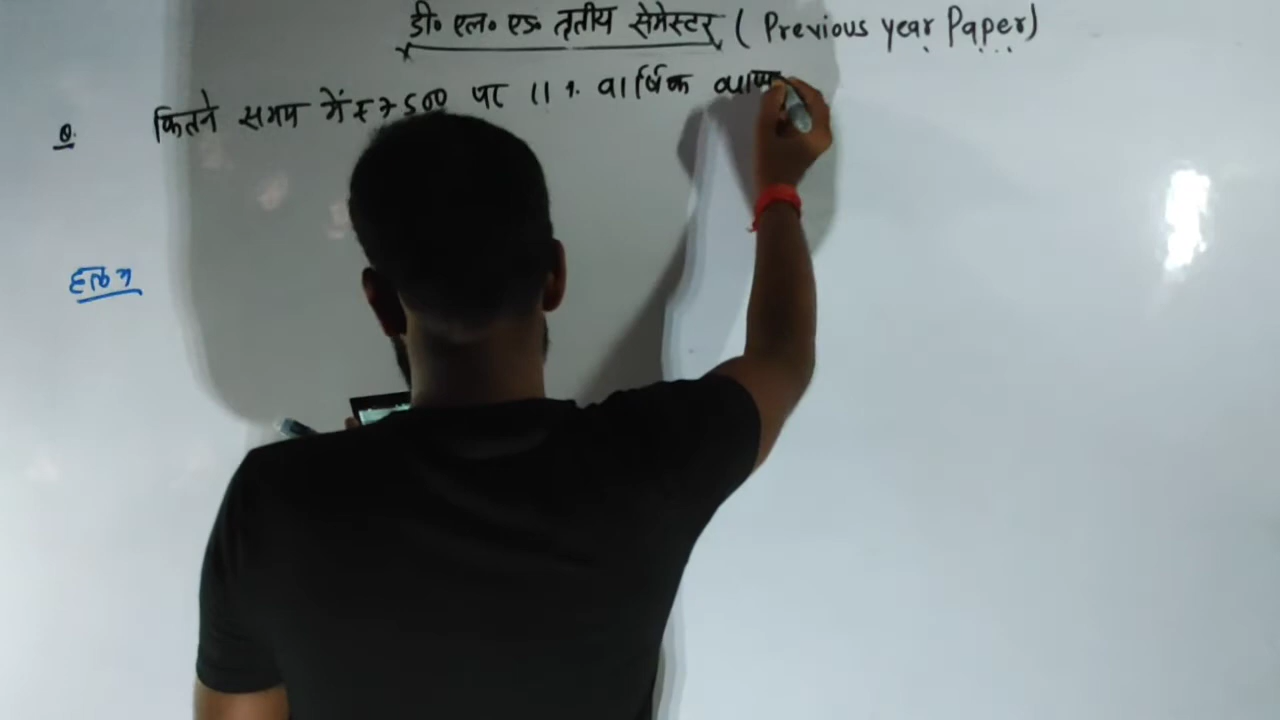 डी० एल० एड० तृतीय सेमेस्टर ( Previous year Paper)
Q. कितने समय में ₹ 7500 पर 11 %. वार्षिक ब्याज
हल →